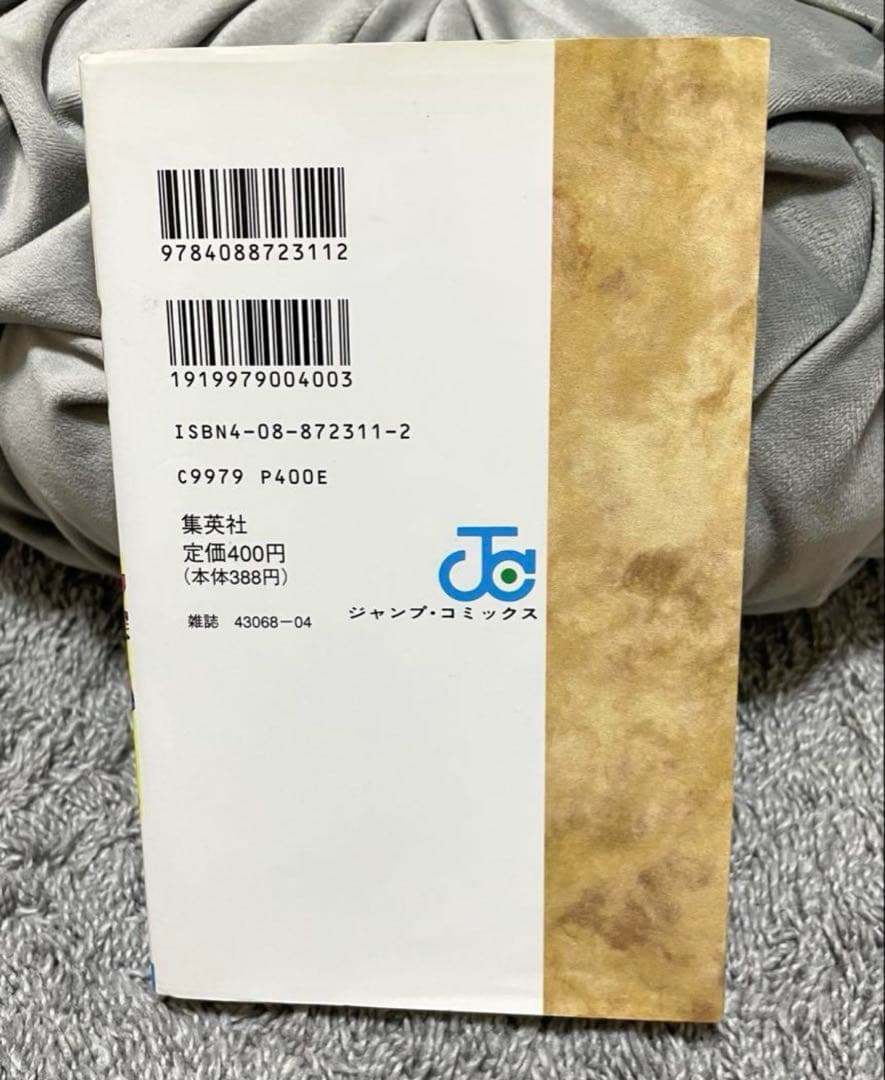 9784088723112
1919979004003
ISBN4-08-872311-2
C9979 P400E
集英社
定価400円
(本体388円)
雑誌 43068-04
ジャンプ・コミックス